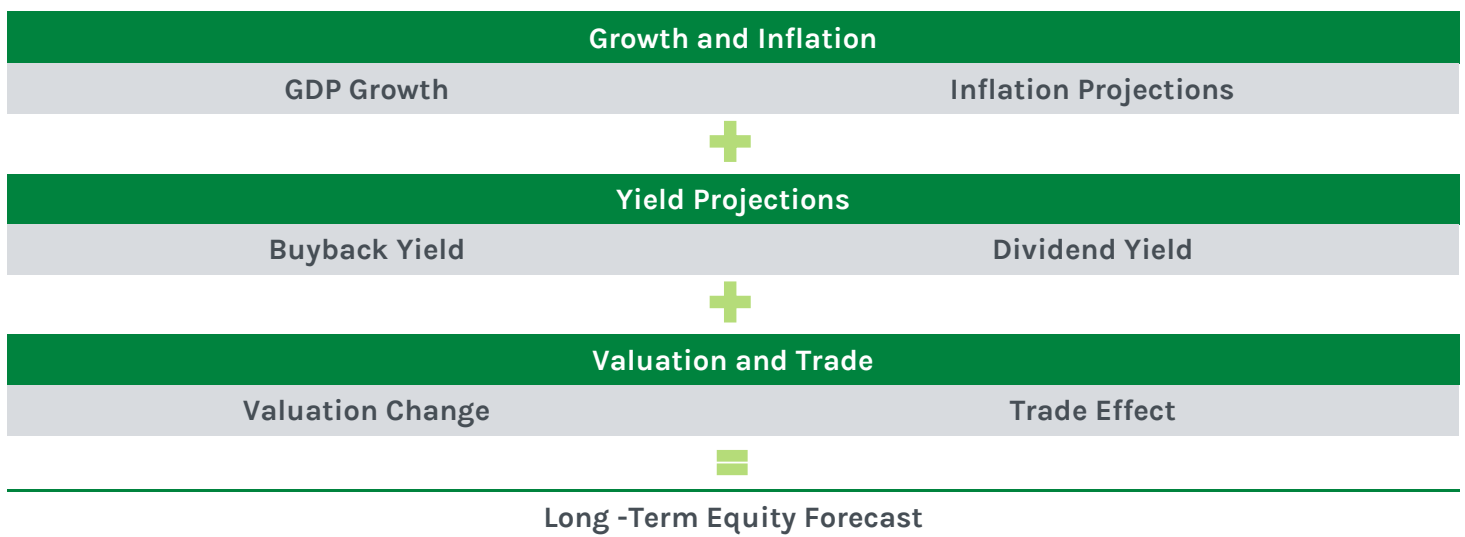 Growth and Inflation
GDP Growth Inflation Projections
+
Yield Projections
Buyback Yield Dividend Yield
+
Valuation and Trade
Valuation Change Trade Effect
=
Long -Term Equity Forecast